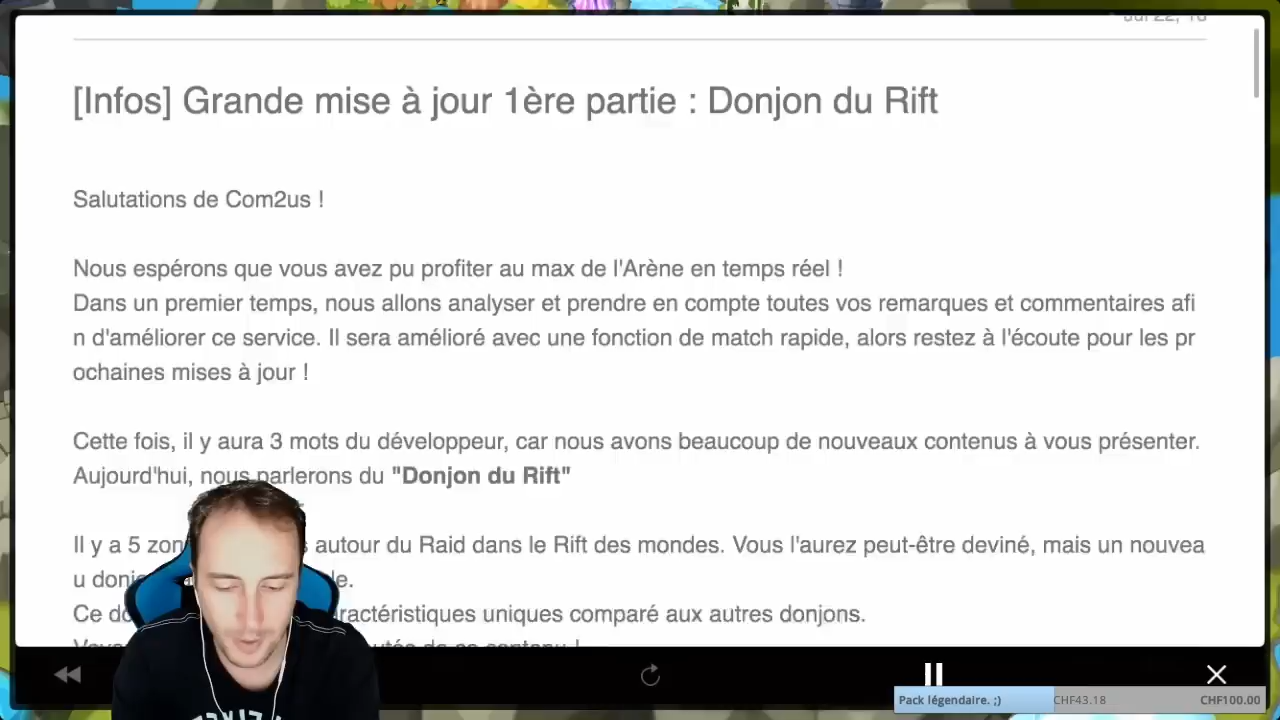 [Infos] Grande mise à jour 1ère partie : Donjon du Rift
Salutations de Com2us !
Nous espérons que vous avez pu profiter au max de l'Arène en temps réel !
Dans un premier temps, nous allons analyser et prendre en compte toutes vos remarques et commentaires afi
n d'améliorer ce service. Il sera amélioré avec une fonction de match rapide, alors restez à l'écoute pour les pr
ochaines mises à jour !
Cette fois, il y aura 3 mots du développeur, car nous avons beaucoup de nouveaux contenus à vous présenter.
Aujourd'hui, nous parlerons du "Donjon du Rift"
Il y a 5 zon autour du Raid dans le Rift des mondes. Vous l'aurez peut-être deviné, mais un nouvea
u donj le.
Ce do ractéristiques uniques comparé aux autres donjons.
Pack légendaire. ;) CHF43.18 CHF100.00